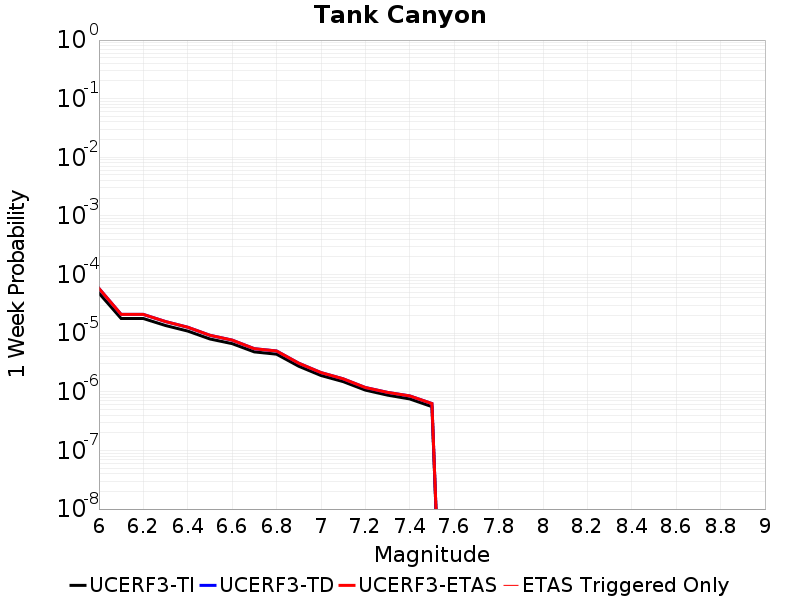 Tank Canyon
10^0
10^-1
10^-2
10^-3
10^-4
10^-5
10^-6
10^-7
10^-8
1 Week Probability
6 6.2 6.4 6.6 6.8 7 7.2 7.4 7.6 7.8 8 8.2 8.4 8.6 8.8 9
Magnitude
UCERF3-TI UCERF3-TD UCERF3-ETAS ETAS Triggered Only